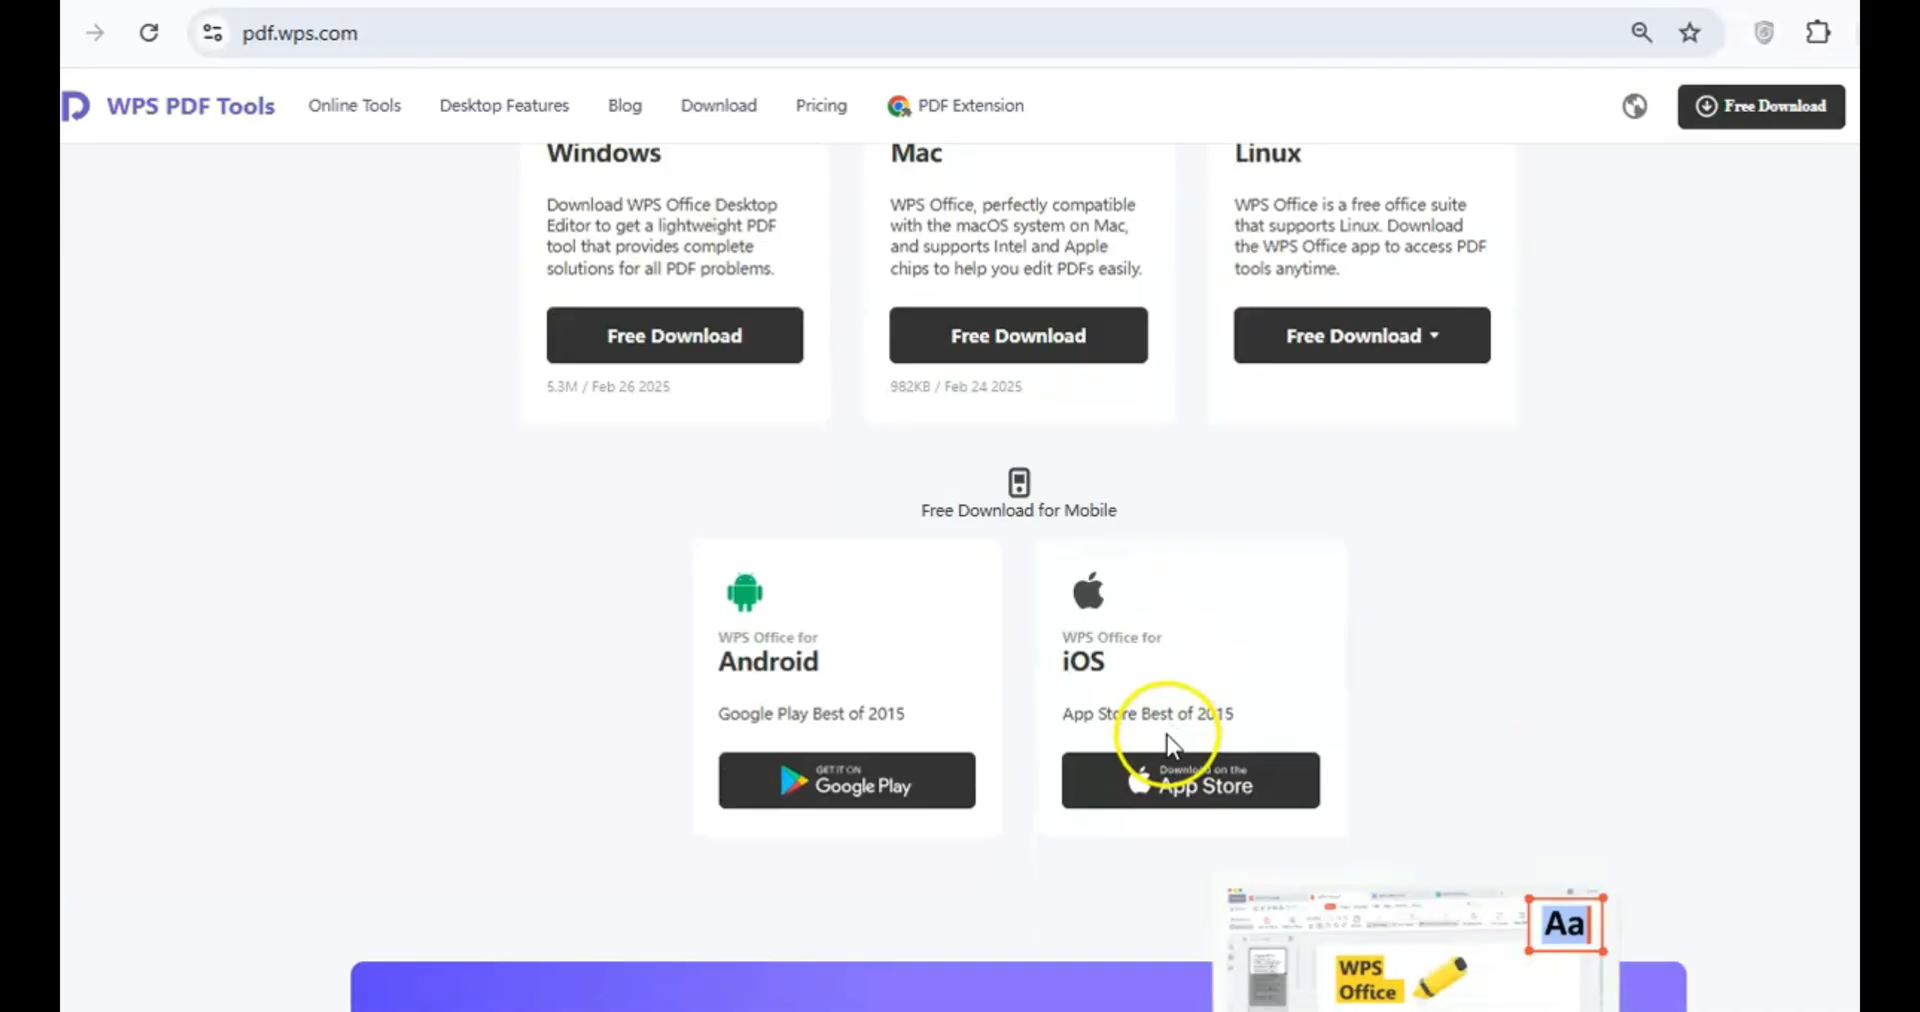 pdf.wps.com
WPS PDF Tools
Online Tools
Desktop Features
Blog
Download
Pricing
PDF Extension
Free Download
Windows
Download WPS Office Desktop
Editor to get a lightweight PDF
tool that provides complete
solutions for all PDF problems.
Free Download
5.3M / Feb 26 2025
Mac
WPS Office, perfectly compatible
with the macOS system on Mac,
and supports Intel and Apple
chips to help you edit PDFs easily.
Free Download
982KB / Feb 24 2025
Linux
WPS Office is a free office suite
that supports Linux. Download
the WPS Office app to access PDF
tools anytime.
Free Download
Free Download for Mobile
WPS Office for
Android
Google Play Best of 2015
GET IT ON
Google Play
WPS Office for
iOS
App Store Best of 2015
Download on the
App Store
Aa
WPS
Office